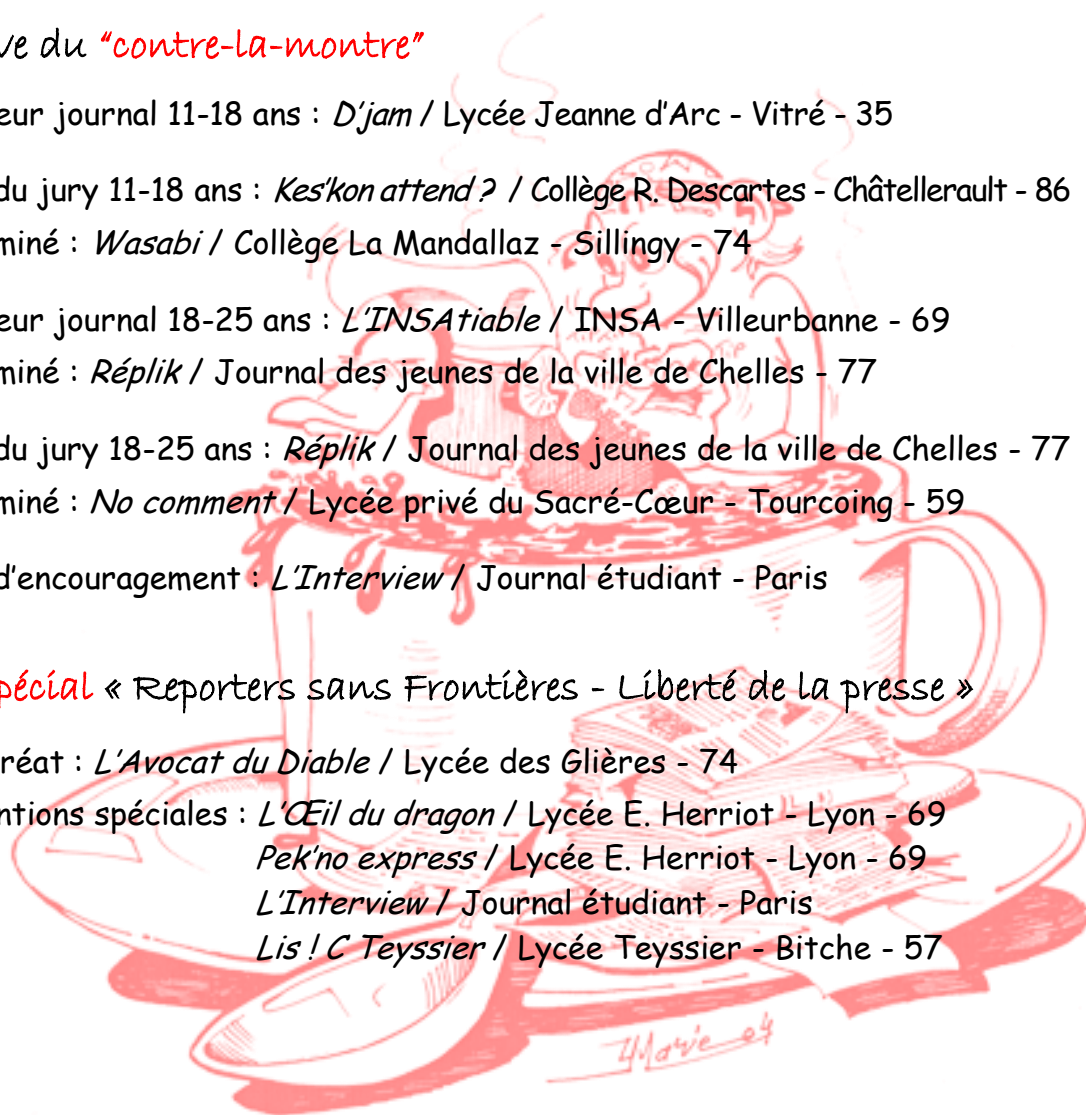 ve du “contre-la-montre”
eur journal 11-18 ans : D’jam / Lycée Jeanne d’Arc - Vitré - 35
du jury 11-18 ans : Kes’kon attend ? / Collège R. Descartes - Châtellerault - 86
miné : Wasabi / Collège La Mandallaz - Sillingy - 74
eur journal 18-25 ans : L’INSAtiable / INSA - Villeurbanne - 69
miné : Réplik / Journal des jeunes de la ville de Chelles - 77
du jury 18-25 ans : Réplik / Journal des jeunes de la ville de Chelles - 77
miné : No comment / Lycée privé du Sacré-Cœur - Tourcoing - 59
d’encouragement : L’Interview / Journal étudiant - Paris
pécial « Reporters sans Frontières - Liberté de la presse »
réat : L’Avocat du Diable / Lycée des Glières - 74
ntions spéciales : L’Œil du dragon / Lycée E. Herriot - Lyon - 69
Pek’no express / Lycée E. Herriot - Lyon - 69
L’Interview / Journal étudiant - Paris
Lis ! C Teyssier / Lycée Teyssier - Bitche - 57
Marie 04